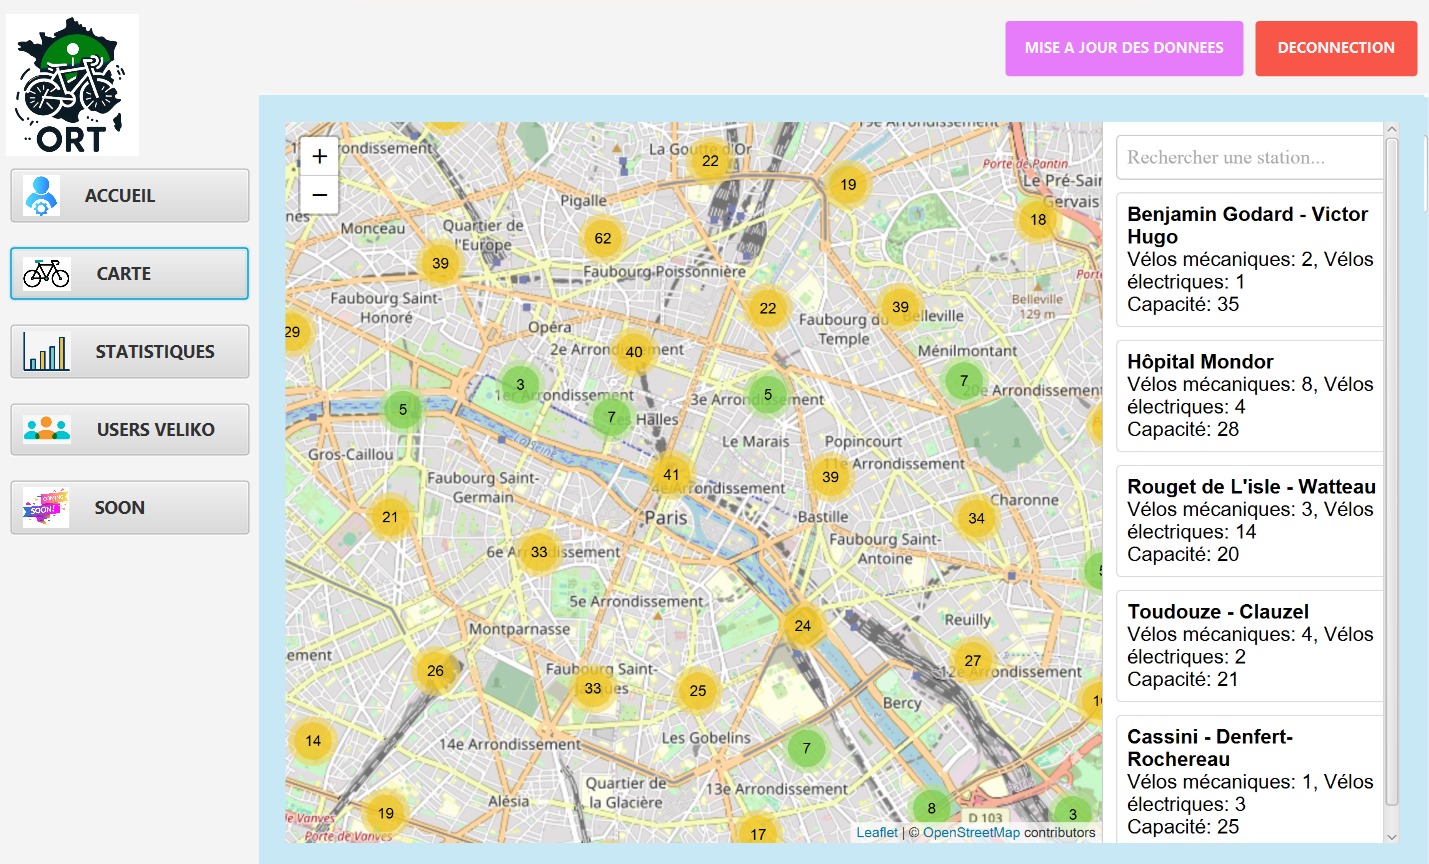 ORT
MISE A JOUR DES DONNEES
DECONNECTION
ACCUEIL
CARTE
STATISTIQUES
USERS VELIKO
SOON
+
−
19e Arrondissement
rondissement
La Goutte d'Or
22
19
Porte de Pantin
Le Pré-Sain
Gervais
18
Pigalle
Monceau
Quartier de
l'Europe
62
39
Faubourg Poissonnière
Faubourg Saint-
Honoré
22
39
Belleville
129 m
Faubourg du
Temple
Belleville
29
Opéra
2e Arrondissement
40
Ménilmontant
3
1er Arrondissement
5
7
Les Halles
5
3e Arrondissement
7
20e Arrondissement
La Seine
Le Marais
Popincourt
Gros-Caillou
11e Arrondissement
41
39
4e Arrondissement
Faubourg Saint-
Germain
Charonne
21
Paris
Bastille
34
33
6e Arrondissement
Faubourg Saint-
Antoine
5e Arrondissement
24
Reuilly
Montparnasse
ement
26
27
12e Arrondissement
Faubourg Saint-
Jacques
33
25
Bercy
14
14e Arrondissement
Les Gobelins
7
Quartier de
la Glacière
13e Arrondissement
Alésia
19
8
3
D 103
Porte de Vanves
17
Leaflet | © OpenStreetMap contributors
Rechercher une station...
Benjamin Godard - Victor
Hugo
Vélos mécaniques: 2, Vélos
électriques: 1
Capacité: 35
Hôpital Mondor
Vélos mécaniques: 8, Vélos
électriques: 4
Capacité: 28
Rouget de L'isle - Watteau
Vélos mécaniques: 3, Vélos
électriques: 14
Capacité: 20
Toudouze - Clauzel
Vélos mécaniques: 4, Vélos
électriques: 2
Capacité: 21
Cassini - Denfert-
Rochereau
Vélos mécaniques: 1, Vélos
électriques: 3
Capacité: 25